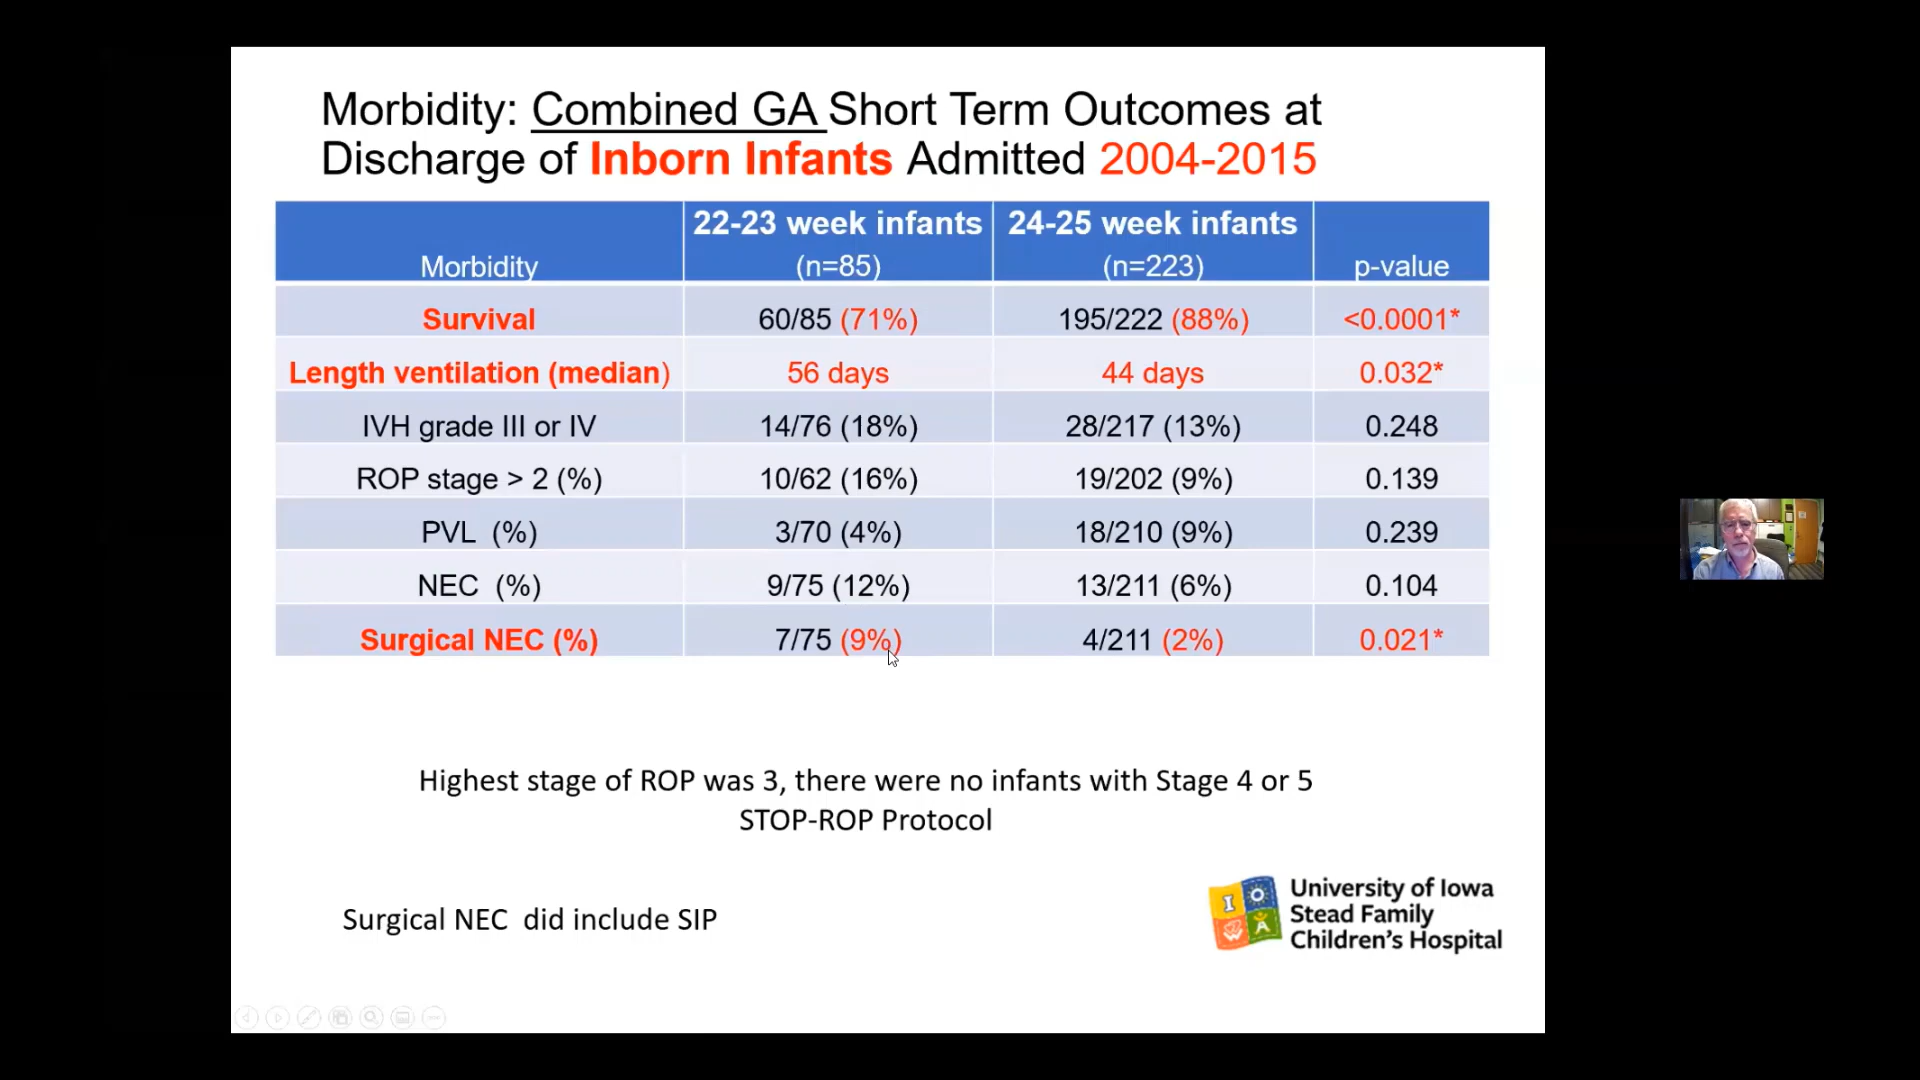 Morbidity: Combined GA Short Term Outcomes at
Discharge of Inborn Infants Admitted 2004-2015
Morbidity 22-23 week infants (n=85) 24-25 week infants (n=223) p-value
Survival 60/85 (71%) 195/222 (88%) <0.0001*
Length ventilation (median) 56 days 44 days 0.032*
IVH grade III or IV 14/76 (18%) 28/217 (13%) 0.248
ROP stage > 2 (%) 10/62 (16%) 19/202 (9%) 0.139
PVL (%) 3/70 (4%) 18/210 (9%) 0.239
NEC (%) 9/75 (12%) 13/211 (6%) 0.104
Surgical NEC (%) 7/75 (9%) 4/211 (2%) 0.021*
Highest stage of ROP was 3, there were no infants with Stage 4 or 5
STOP-ROP Protocol
Surgical NEC did include SIP
I O
W A
University of Iowa
Stead Family
Children's Hospital